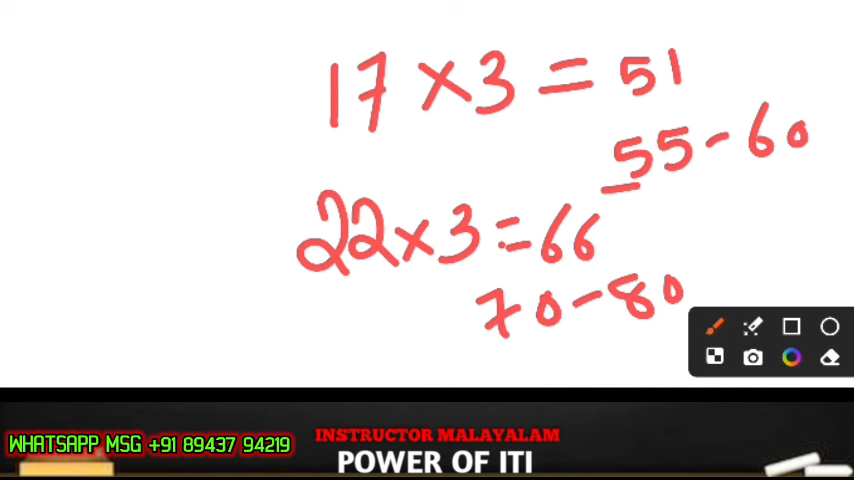 17 × 3 = 51
55 - 60
22 × 3 = 66
70 - 80
WHATSAPP MSG +91 89437 94219
INSTRUCTOR MALAYALAM
POWER OF ITI